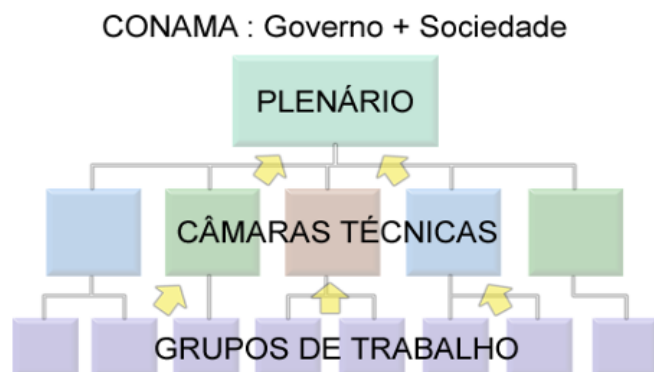 CONAMA : Governo + Sociedade
PLENÁRIO
CÂMARAS TÉCNICAS
GRUPOS DE TRABALHO